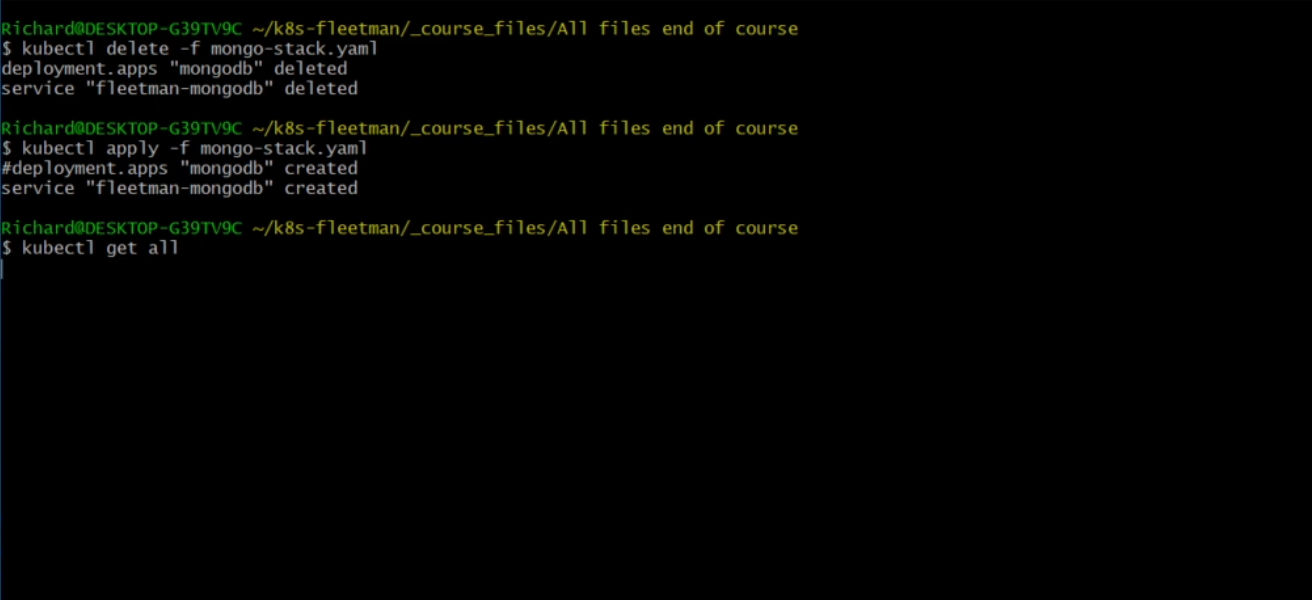 Richard@DESKTOP-G39TV9C ~/k8s-fleetman/_course_files/All files end of course
$ kubectl delete -f mongo-stack.yaml
deployment.apps "mongodb" deleted
service "fleetman-mongodb" deleted
Richard@DESKTOP-G39TV9C ~/k8s-fleetman/_course_files/All files end of course
$ kubectl apply -f mongo-stack.yaml
#deployment.apps "mongodb" created
service "fleetman-mongodb" created
Richard@DESKTOP-G39TV9C ~/k8s-fleetman/_course_files/All files end of course
$ kubectl get all